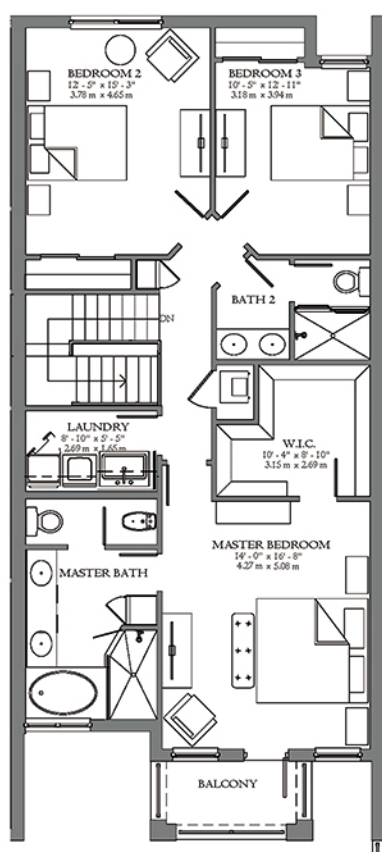 BEDROOM 2
12' - 5" x 15' - 3"
3.78 m x 4.65 m
BEDROOM 3
10' - 5" x 12' - 11"
3.18 m x 3.94 m
BATH 2
DN
LAUNDRY
8' - 10" x 5' - 5"
2.69 m x 1.65 m
W.I.C.
10' - 4" x 8' - 10"
3.15 m x 2.69 m
MASTER BEDROOM
14' - 0" x 16' - 8"
4.27 m x 5.08 m
MASTER BATH
BALCONY